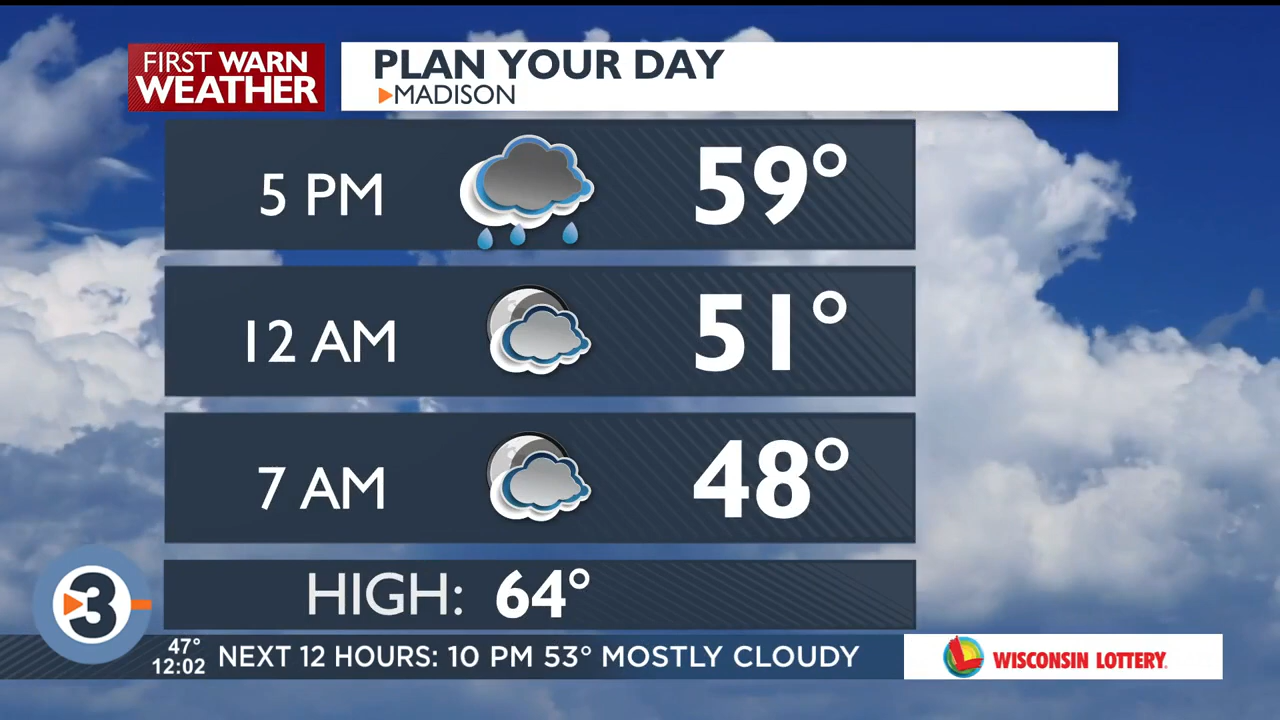 FIRST WARN
WEATHER
PLAN YOUR DAY
MADISON
5 PM 59°
12 AM 51°
7 AM 48°
HIGH: 64°
3
47°
12:02
NEXT 12 HOURS: 10 PM 53° MOSTLY CLOUDY
WISCONSIN LOTTERY.